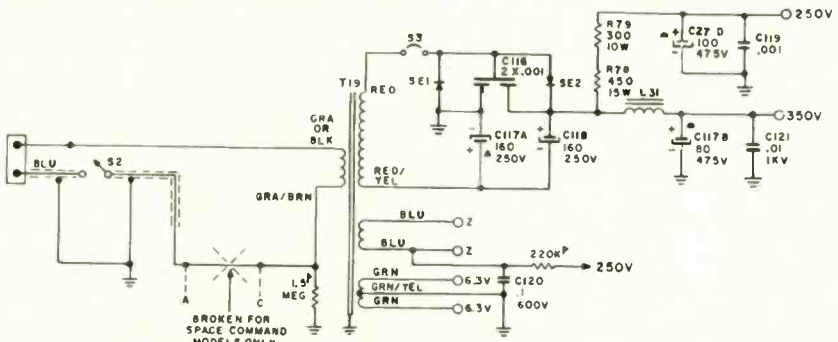 250V
R79
300
10W
C27 D
100
475V
C119
.001
S3
C116
2 X.001
T19
RED
SE1
SE2
R78
450
15W
L31
350V
GRA
OR
BLK
C117A
160
250V
C118
160
250V
C117B
80
475V
C121
.01
1KV
BLU
S2
RED/
YEL
GRA/BRN
BLU
Z
BLU
Z
220K
250V
1.5
MEG
GRN
6.3V
GRN/YEL
C120
.1
600V
GRN
6.3V
A
C
BROKEN FOR
SPACE COMMAND
MODELS ONLY